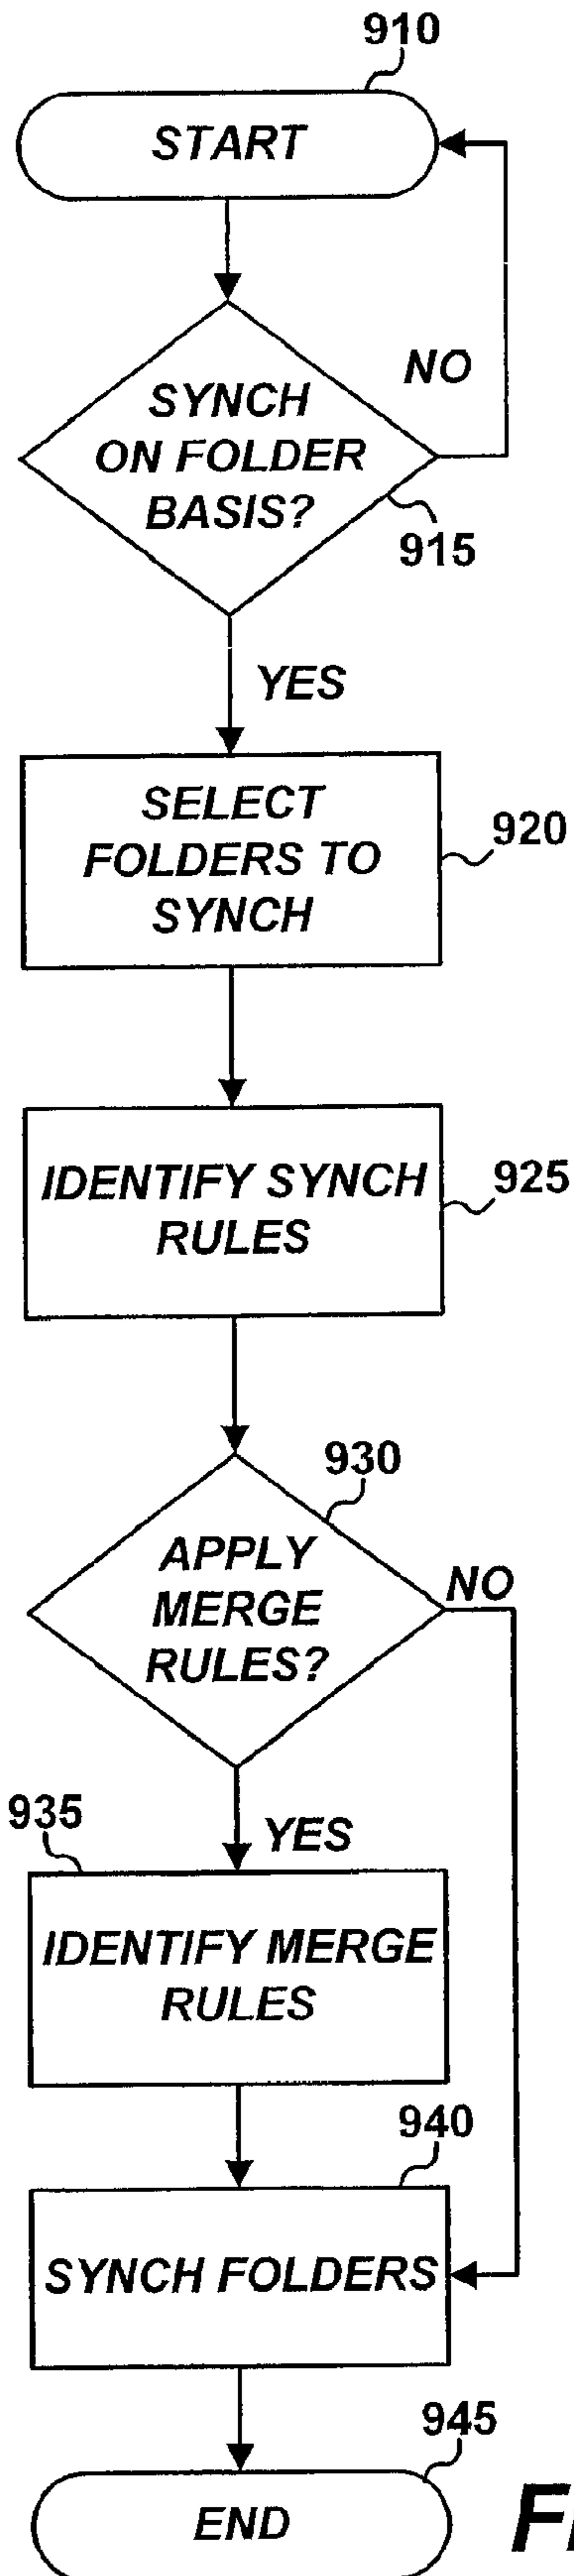 910
START
NO
SYNCH
ON FOLDER
BASIS?
915
YES
SELECT
FOLDERS TO
SYNCH
920
IDENTIFY SYNCH
RULES
925
930
APPLY
MERGE
RULES?
NO
935
YES
IDENTIFY MERGE
RULES
940
SYNCH FOLDERS
945
END